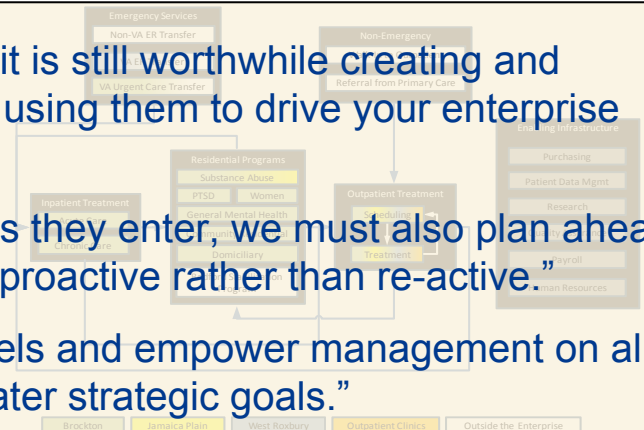 Emergency Services
Non-VA ER Transfer
VA Urgent Care Transfer
Non-Emergency
Referral from Primary Care
it is still worthwhile creating and
using them to drive your enterprise
Enabling Infrastructure
Purchasing
Patient Data Mgmt
Research
Payroll
Human Resources
Residential Programs
Substance Abuse
PTSD
Women
General Mental Health
Domiciliary
Inpatient Treatment
Chronic Care
Outpatient Treatment
Scheduling
Treatment
s they enter, we must also plan ahea
proactive rather than re-active.”
els and empower management on al
ater strategic goals.”
Brockton
Jamaica Plain
West Roxbury
Outpatient Clinics
Outside the Enterprise